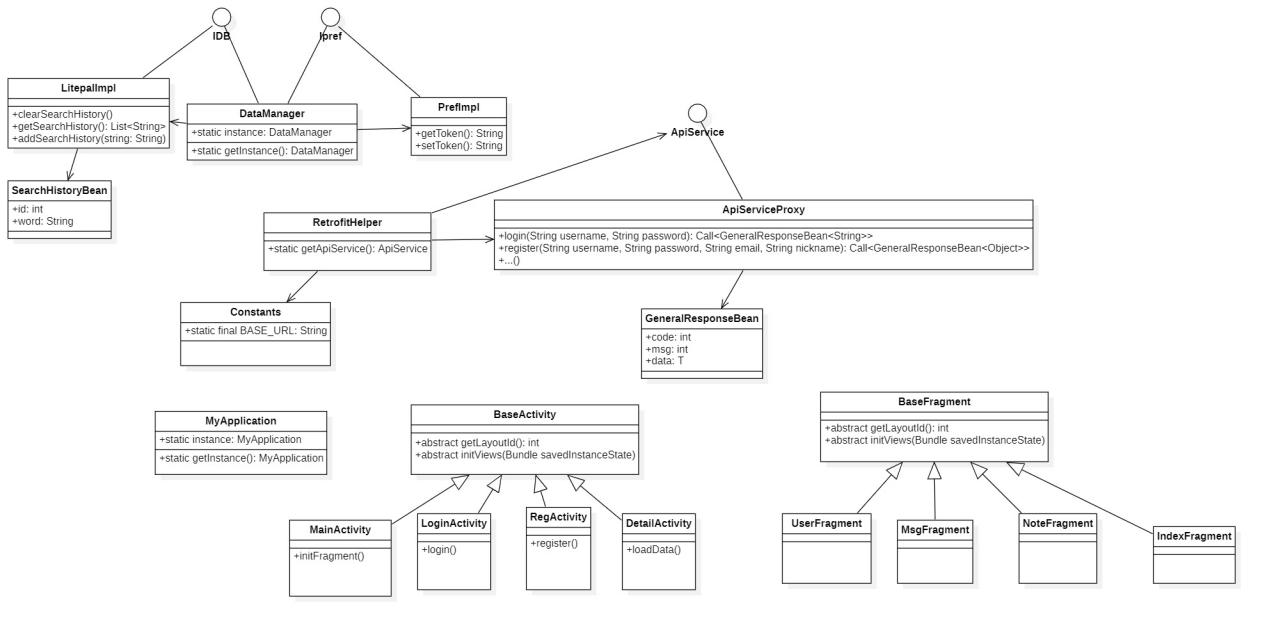 IDB
Ipref
LitepalImpl
+clearSearchHistory()
+getSearchHistory(): List<String>
+addSearchHistory(string: String)
DataManager
+static instance: DataManager
+static getInstance(): DataManager
PrefImpl
+getToken(): String
+setToken(): String
ApiService
SearchHistoryBean
+id: int
+word: String
RetrofitHelper
+static getApiService(): ApiService
ApiServiceProxy
+login(String username, String password): Call<GeneralResponseBean<String>>
+register(String username, String password, String email, String nickname): Call<GeneralResponseBean<Object>>
+...()
Constants
+static final BASE_URL: String
GeneralResponseBean
+code: int
+msg: int
+data: T
MyApplication
+static instance: MyApplication
+static getInstance(): MyApplication
BaseActivity
+abstract getLayoutId(): int
+abstract initViews(Bundle savedInstanceState)
BaseFragment
+abstract getLayoutId(): int
+abstract initViews(Bundle savedInstanceState)
MainActivity
+initFragment()
LoginActivity
+login()
RegActivity
+register()
DetailActivity
+loadData()
UserFragment
MsgFragment
NoteFragment
IndexFragment